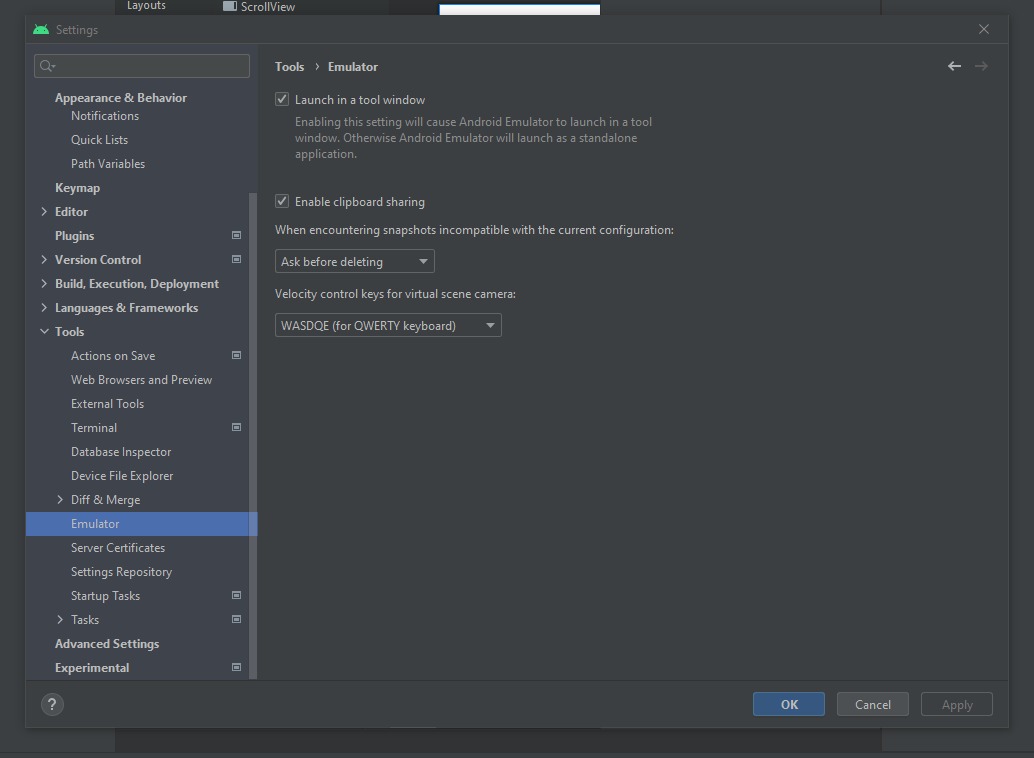 Layouts
ScrollView
Settings
Tools › Emulator
Appearance & Behavior
Notifications
Quick Lists
Path Variables
Keymap
Editor
Plugins
Version Control
Build, Execution, Deployment
Languages & Frameworks
Tools
Actions on Save
Web Browsers and Preview
External Tools
Terminal
Database Inspector
Device File Explorer
Diff & Merge
Emulator
Server Certificates
Settings Repository
Startup Tasks
Tasks
Advanced Settings
Experimental
Launch in a tool window
Enabling this setting will cause Android Emulator to launch in a tool
window. Otherwise Android Emulator will launch as a standalone
application.
Enable clipboard sharing
When encountering snapshots incompatible with the current configuration:
Ask before deleting
Velocity control keys for virtual scene camera:
WASDQE (for QWERTY keyboard)
?
OK
Cancel
Apply